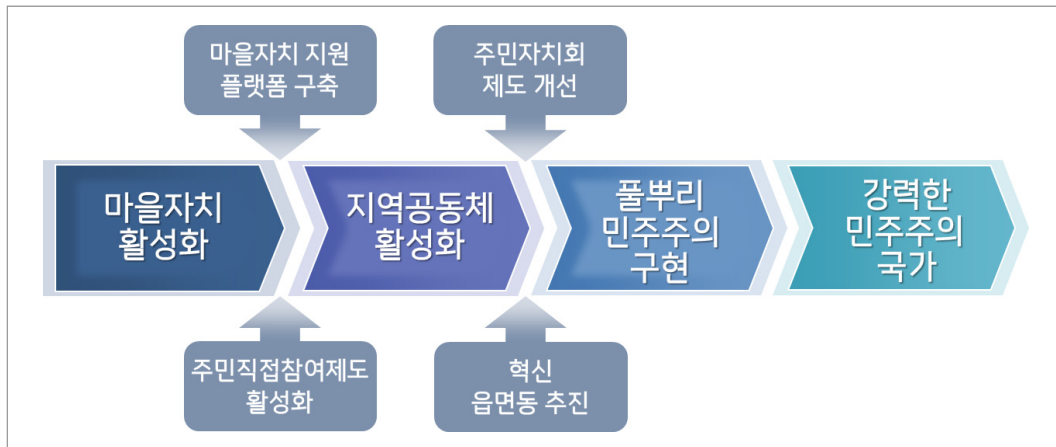 마을자치 지원
플랫폼 구축
주민자치회
제도 개선
마을자치
활성화
지역공동체
활성화
풀뿌리
민주주의
구현
강력한
민주주의
국가
주민직접참여제도
활성화
혁신
읍면동 추진